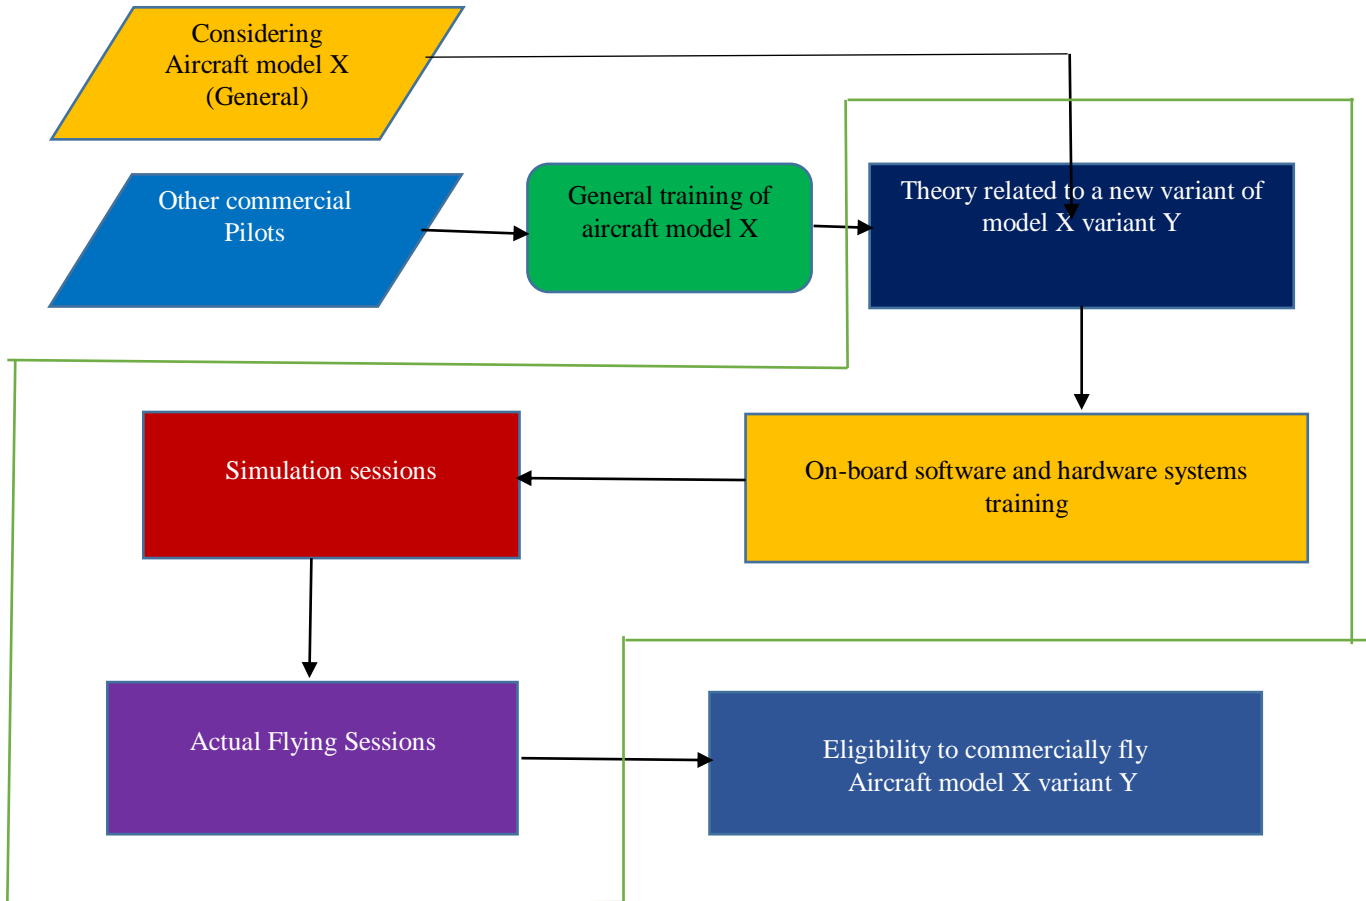 Considering
Aircraft model X
(General)
Other commercial
Pilots
General training of
aircraft model X
Theory related to a new variant of
model X variant Y
Simulation sessions
On-board software and hardware systems
training
Actual Flying Sessions
Eligibility to commercially fly
Aircraft model X variant Y